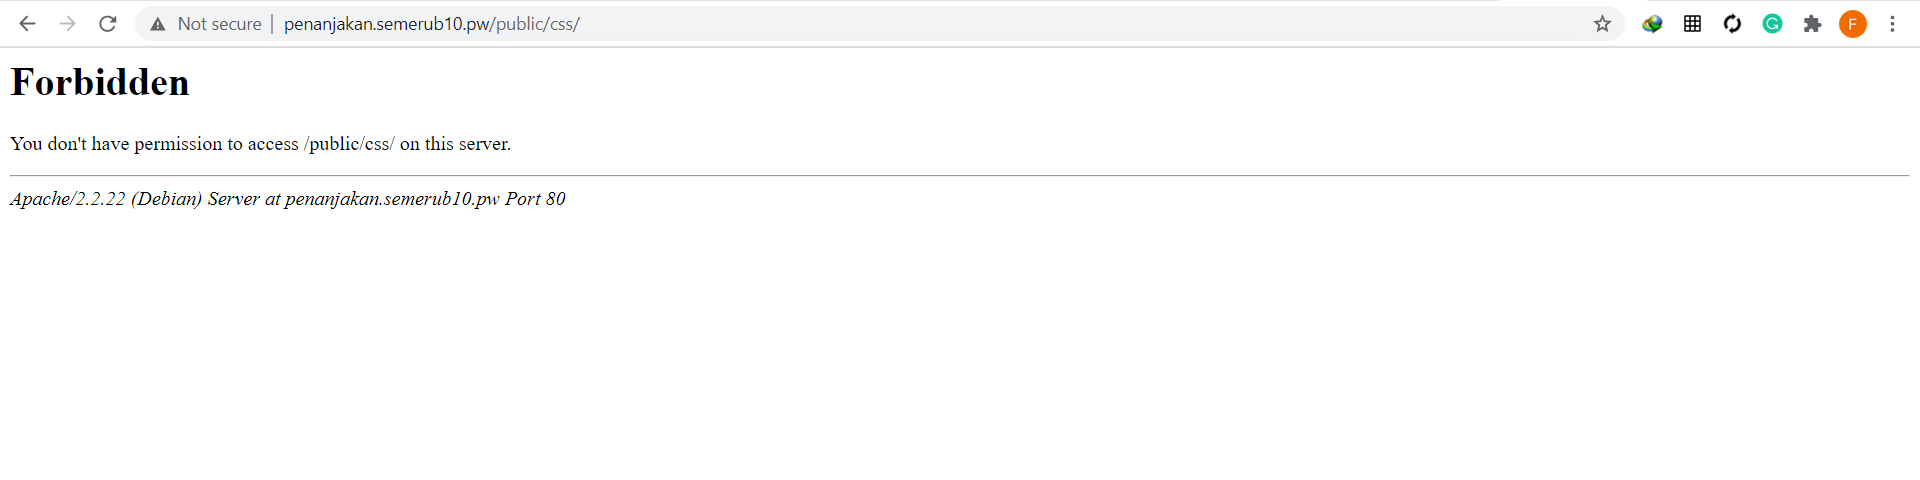 Not secure | penanjakan.semerub10.pw/public/css/
F
Forbidden
You don't have permission to access /public/css/ on this server.
Apache/2.2.22 (Debian) Server at penanjakan.semerub10.pw Port 80